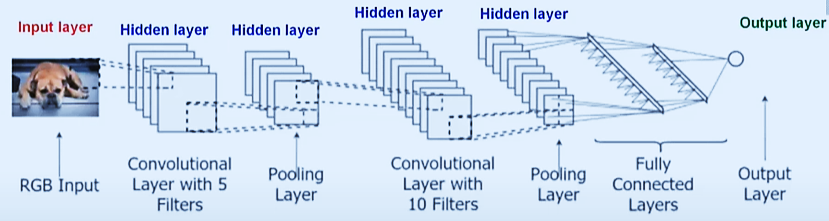 Input layer
Hidden layer
Hidden layer
Hidden layer
Hidden layer
Output layer
RGB Input
Convolutional
Layer with 5
Filters
Pooling
Layer
Convolutional
Layer with
10 Filters
Pooling
Layer
Fully
Connected
Layers
Output
Layer